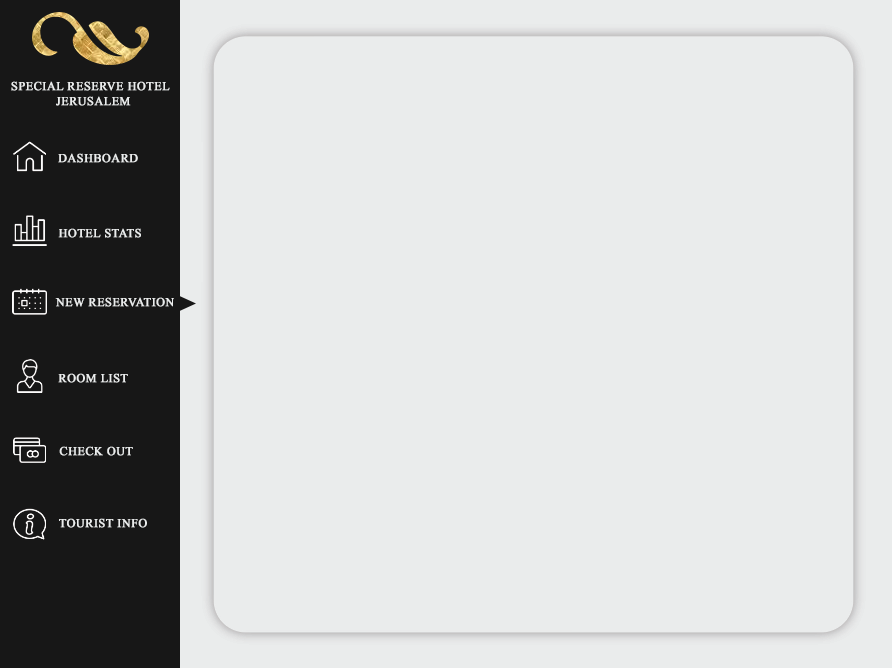 SPECIAL RESERVE HOTEL
JERUSALEM
DASHBOARD
HOTEL STATS
NEW RESERVATION
ROOM LIST
CHECK OUT
TOURIST INFO